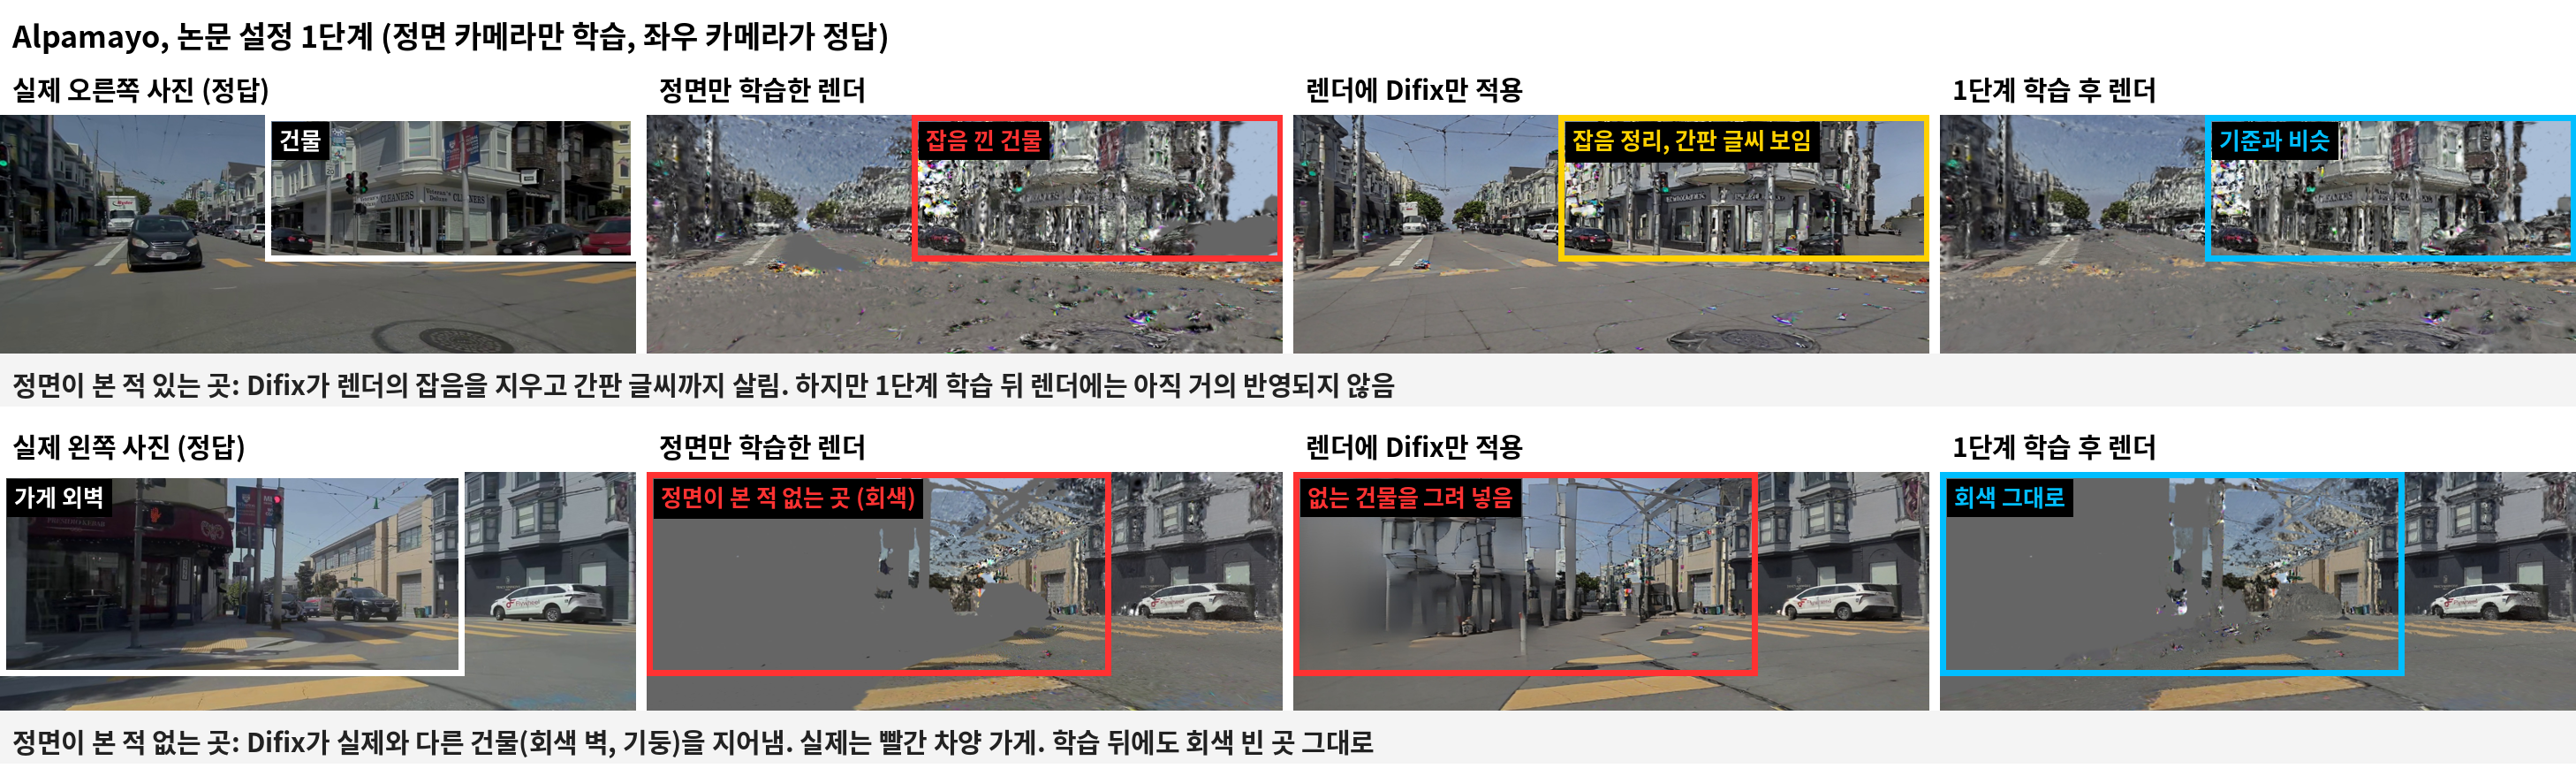 Alpamayo, 논문 설정 1단계 (정면 카메라만 학습, 좌우 카메라가 정답)
실제 오른쪽 사진 (정답)
정면만 학습한 렌더
렌더에 Difix만 적용
1단계 학습 후 렌더
건물
CLEANERS
잡음 낀 건물
잡음 정리, 간판 글씨 보임
기준과 비슷
정면이 본 적 있는 곳: Difix가 렌더의 잡음을 지우고 간판 글씨까지 살림. 하지만 1단계 학습 뒤 렌더에는 아직 거의 반영되지 않음
실제 왼쪽 사진 (정답)
정면만 학습한 렌더
렌더에 Difix만 적용
1단계 학습 후 렌더
가게 외벽
정면이 본 적 없는 곳 (회색)
없는 건물을 그려 넣음
회색 그대로
정면이 본 적 없는 곳: Difix가 실제와 다른 건물(회색 벽, 기둥)을 지어냄. 실제는 빨간 차양 가게. 학습 뒤에도 회색 빈 곳 그대로